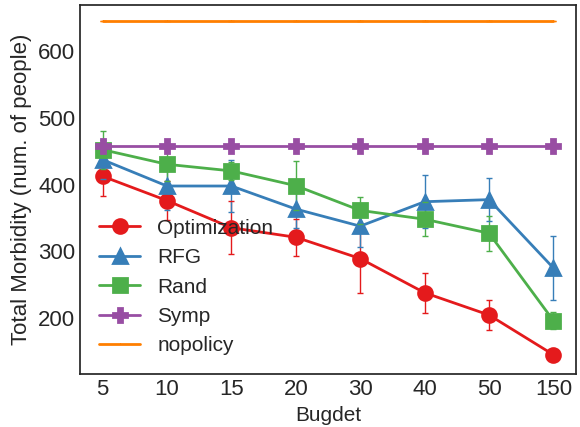 Total Morbidity (num. of people)
600
500
400
300
200
Optimization
RFG
Rand
Symp
nopolicy
5 10 15 20 30 40 50 150
Bugdet